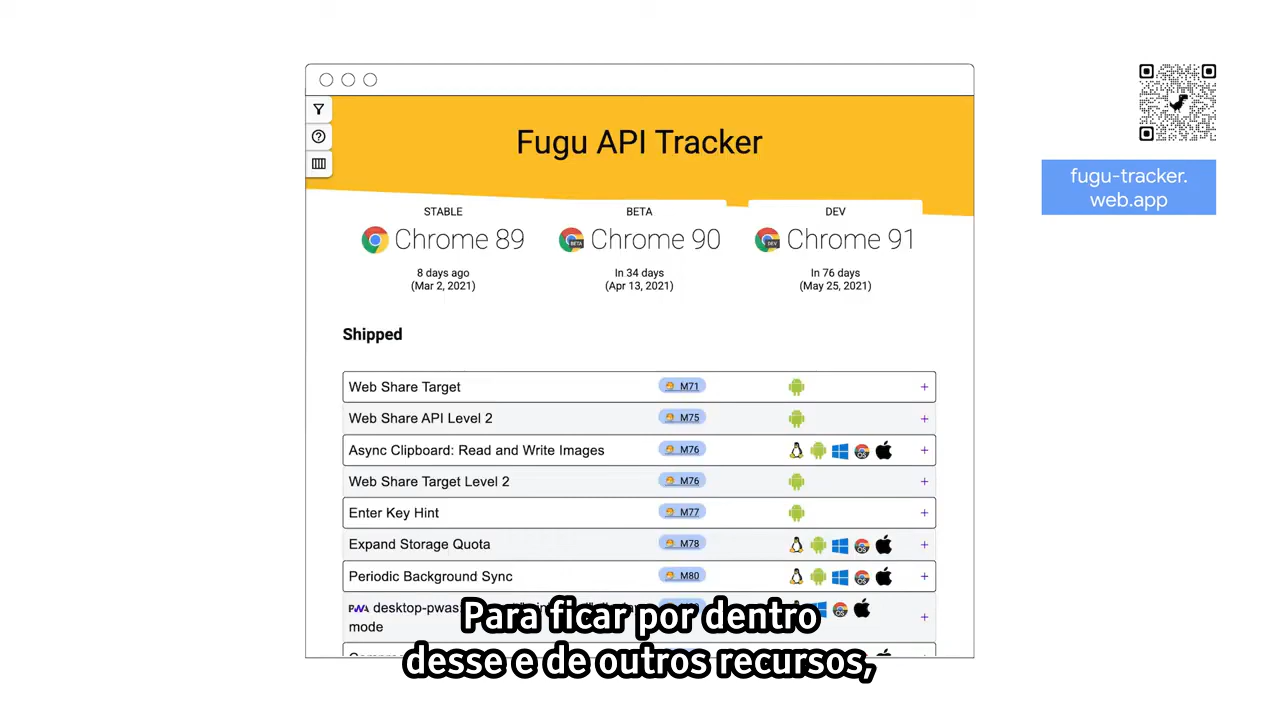 Fugu API Tracker
fugu-tracker.
web.app
STABLE
Chrome 89
8 days ago
(Mar 2, 2021)
BETA
Chrome 90
In 34 days
(Apr 13, 2021)
DEV
Chrome 91
In 76 days
(May 25, 2021)
Shipped
Web Share Target M71 +
Web Share API Level 2 M75 +
Async Clipboard: Read and Write Images M76 +
Web Share Target Level 2 M76 +
Enter Key Hint M77 +
Expand Storage Quota M78 +
Periodic Background Sync M80 +
PWA desktop-pwas: +
mode
Para ficar por dentro
desse e de outros recursos,